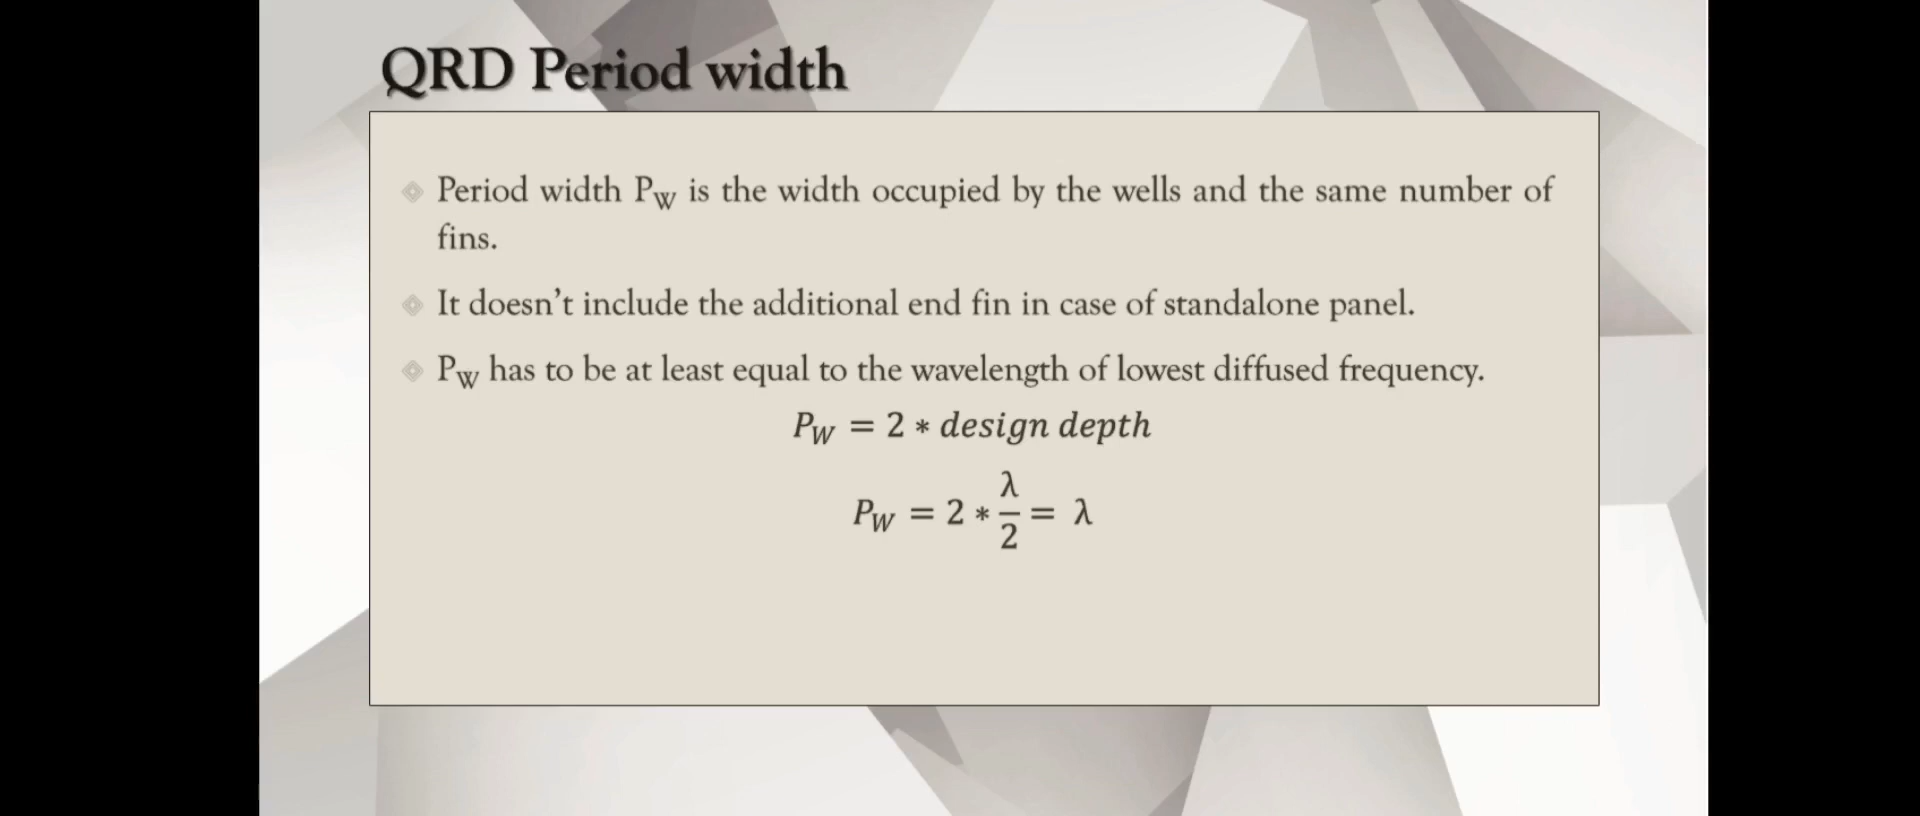 QRD Period width
Period width P_W is the width occupied by the wells and the same number of
fins.
It doesn't include the additional end fin in case of standalone panel.
P_W has to be at least equal to the wavelength of lowest diffused frequency.
P_W = 2 * design depth
P_W = 2 * λ/2 = λ